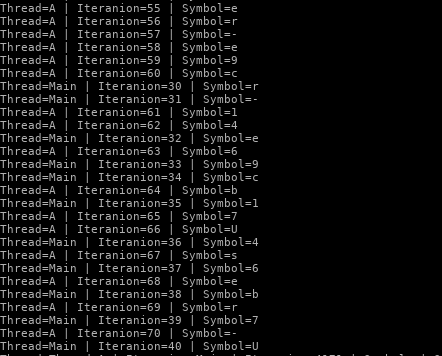 Thread=A | Iteranion=55 | Symbol=e
Thread=A | Iteranion=56 | Symbol=r
Thread=A | Iteranion=57 | Symbol=-
Thread=A | Iteranion=58 | Symbol=e
Thread=A | Iteranion=59 | Symbol=9
Thread=A | Iteranion=60 | Symbol=c
Thread=Main | Iteranion=30 | Symbol=r
Thread=Main | Iteranion=31 | Symbol=-
Thread=A | Iteranion=61 | Symbol=1
Thread=A | Iteranion=62 | Symbol=4
Thread=Main | Iteranion=32 | Symbol=e
Thread=A | Iteranion=63 | Symbol=6
Thread=Main | Iteranion=33 | Symbol=9
Thread=Main | Iteranion=34 | Symbol=c
Thread=A | Iteranion=64 | Symbol=b
Thread=Main | Iteranion=35 | Symbol=1
Thread=A | Iteranion=65 | Symbol=7
Thread=A | Iteranion=66 | Symbol=U
Thread=Main | Iteranion=36 | Symbol=4
Thread=A | Iteranion=67 | Symbol=s
Thread=Main | Iteranion=37 | Symbol=6
Thread=A | Iteranion=68 | Symbol=e
Thread=Main | Iteranion=38 | Symbol=b
Thread=A | Iteranion=69 | Symbol=r
Thread=Main | Iteranion=39 | Symbol=7
Thread=A | Iteranion=70 | Symbol=-
Thread=Main | Iteranion=40 | Symbol=U